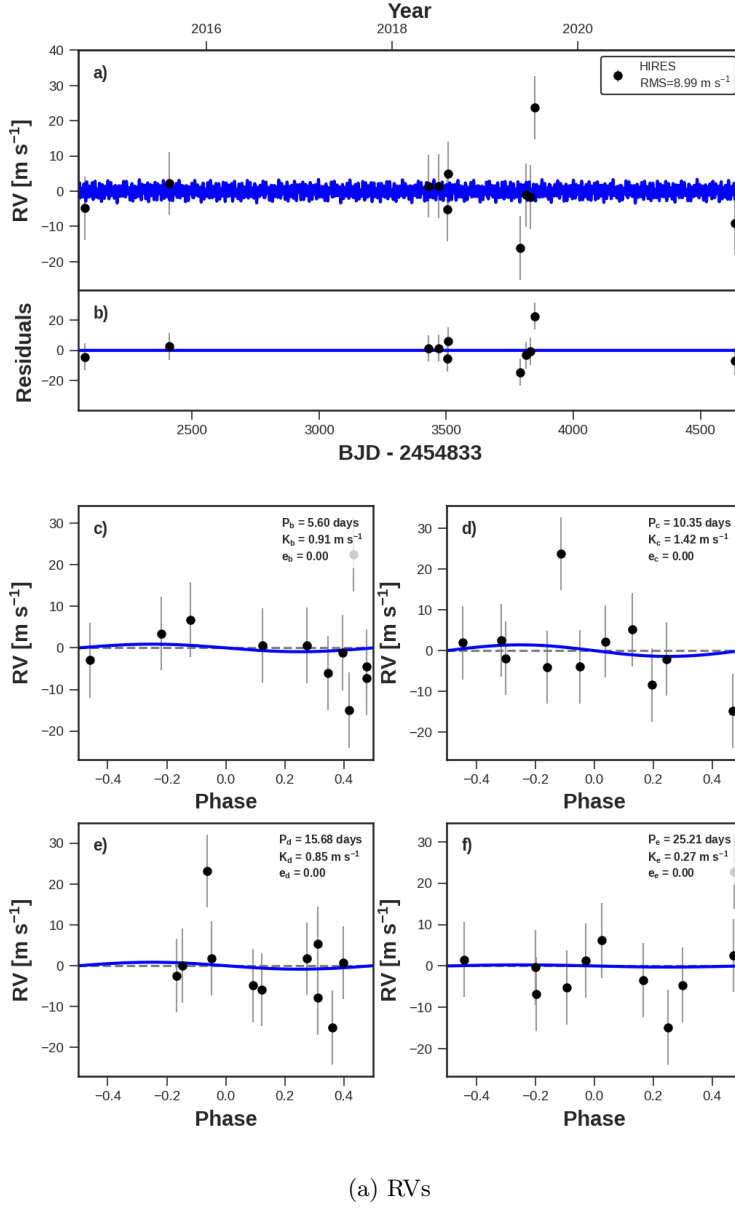 Year
2016 2018 2020
a)
HIRES
RMS=8.99 m s⁻¹
RV [m s⁻¹]
40
30
20
10
0
−10
−20
b)
Residuals
20
0
−20
2500 3000 3500 4000 4500
BJD - 2454833
c)
P_b = 5.60 days
K_b = 0.91 m s⁻¹
e_b = 0.00
RV [m s⁻¹]
30
20
10
0
−10
−20
−0.4 −0.2 0.0 0.2 0.4
Phase
d)
P_c = 10.35 days
K_c = 1.42 m s⁻¹
e_c = 0.00
RV [m s⁻¹]
30
20
10
0
−10
−20
−0.4 −0.2 0.0 0.2 0.4
Phase
e)
P_d = 15.68 days
K_d = 0.85 m s⁻¹
e_d = 0.00
RV [m s⁻¹]
30
20
10
0
−10
−20
−0.4 −0.2 0.0 0.2 0.4
Phase
f)
P_e = 25.21 days
K_e = 0.27 m s⁻¹
e_e = 0.00
RV [m s⁻¹]
30
20
10
0
−10
−20
−0.4 −0.2 0.0 0.2 0.4
Phase
(a) RVs